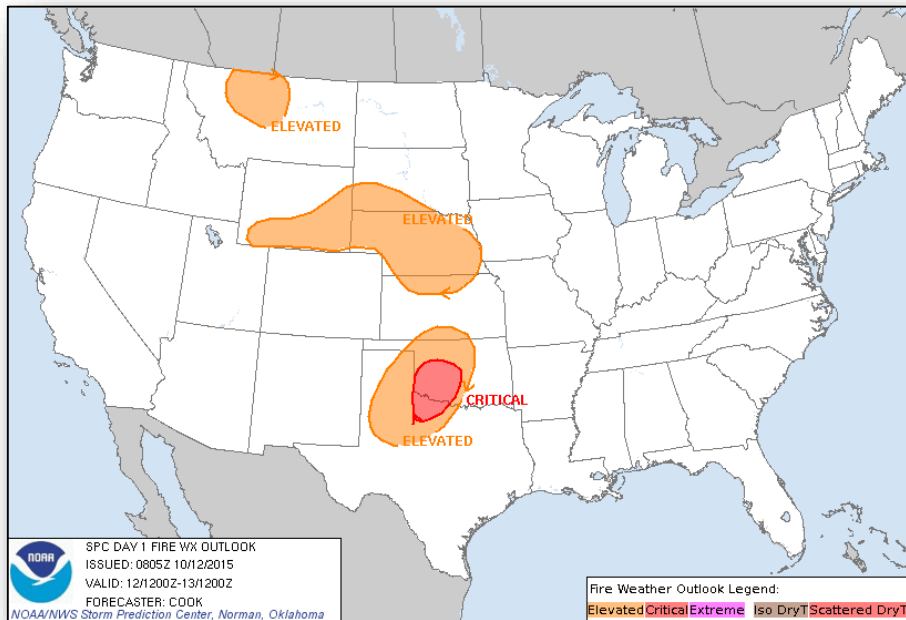 ELEVATED
ELEVATED
CRITICAL
ELEVATED
NOAA
SPC DAY 1 FIRE WX OUTLOOK
ISSUED: 0805Z 10/12/2015
VALID: 12/1200Z-13/1200Z
FORECASTER: COOK
NOAA/NWS Storm Prediction Center, Norman, Oklahoma
Fire Weather Outlook Legend:
Elevated Critical Extreme Iso DryT Scattered DryT